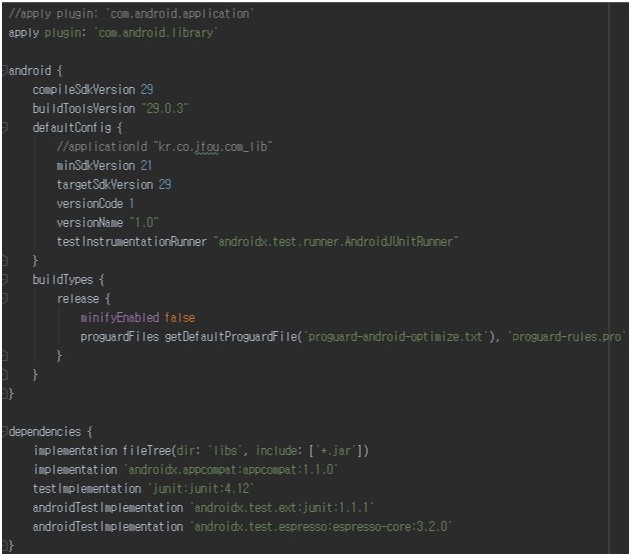 //apply plugin: 'com.android.application'
apply plugin: 'com.android.library'
android {
compileSdkVersion 29
buildToolsVersion "29.0.3"
defaultConfig {
//applicationId "kr.co.jfou.com_lib"
minSdkVersion 21
targetSdkVersion 29
versionCode 1
versionName "1.0"
testInstrumentationRunner "androidx.test.runner.AndroidJUnitRunner"
}
buildTypes {
release {
minifyEnabled false
proguardFiles getDefaultProguardFile('proguard-android-optimize.txt'), 'proguard-rules.pro'
}
}
}
dependencies {
implementation fileTree(dir: 'libs', include: ['*.jar'])
implementation 'androidx.appcompat:appcompat:1.1.0'
testImplementation 'junit:junit:4.12'
androidTestImplementation 'androidx.test.ext:junit:1.1.1'
androidTestImplementation 'androidx.test.espresso:espresso-core:3.2.0'
}